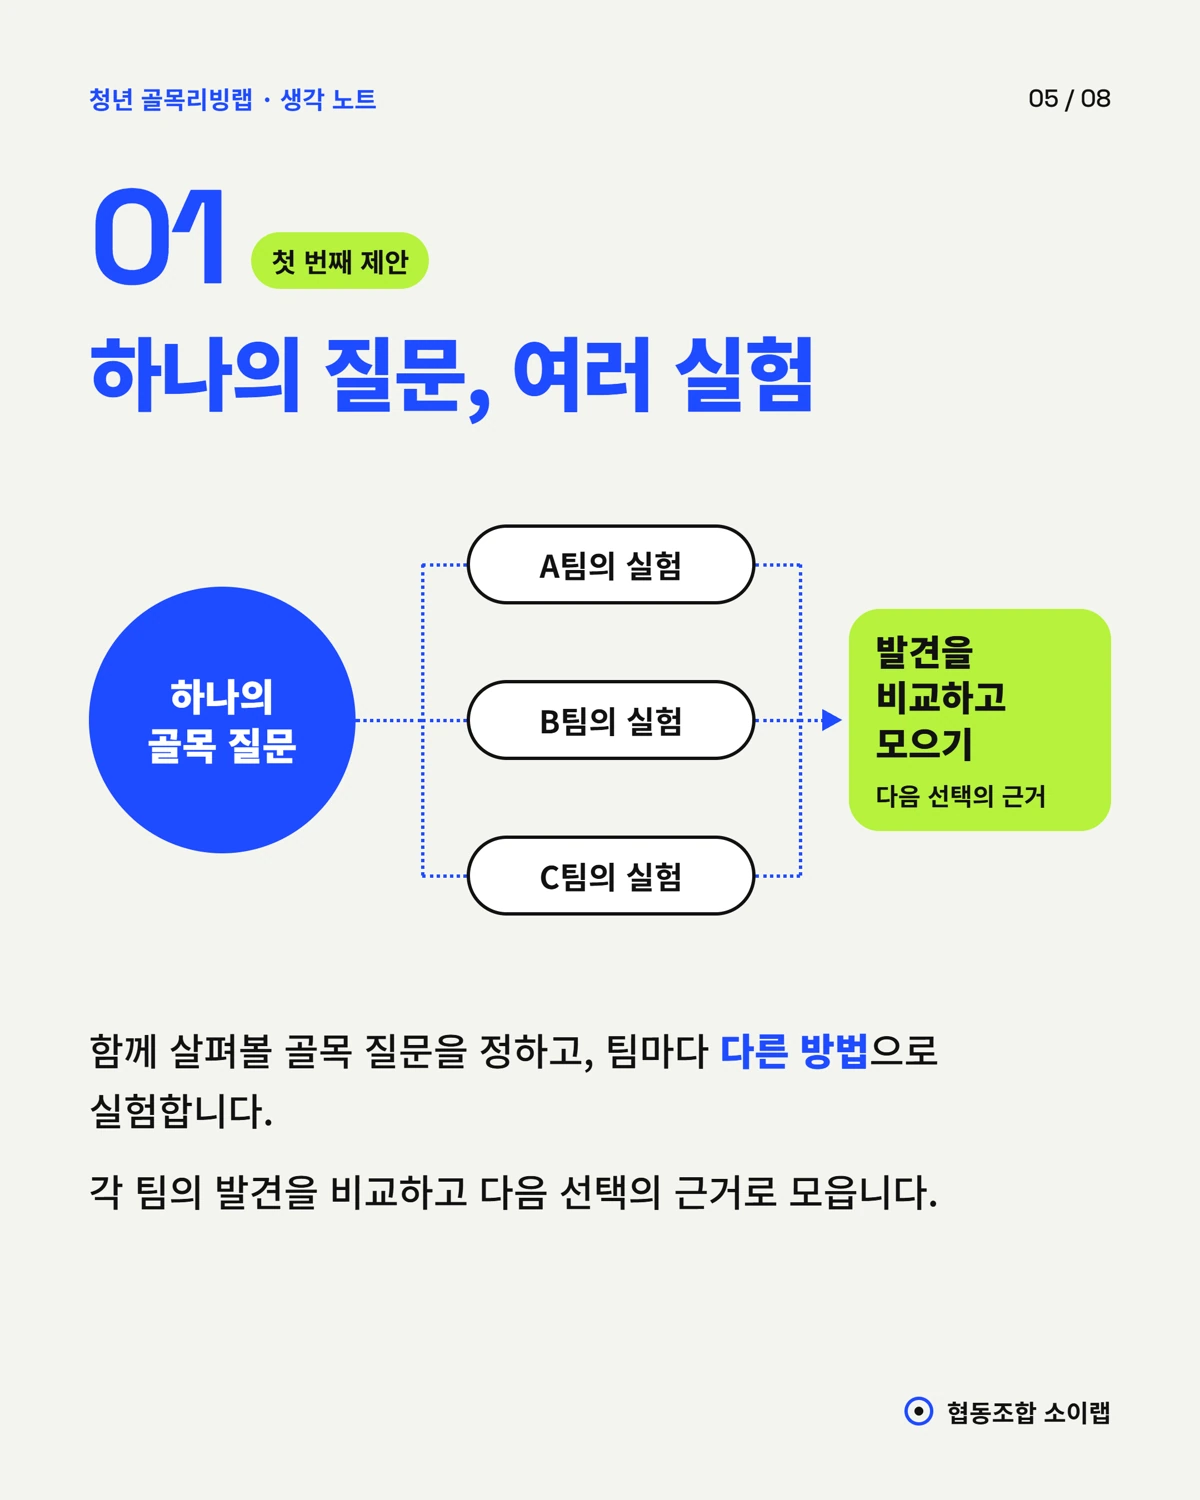 청년 골목리빙랩 · 생각 노트
05 / 08
01
첫 번째 제안
하나의 질문, 여러 실험
하나의
골목 질문
A팀의 실험
B팀의 실험
C팀의 실험
발견을
비교하고
모으기
다음 선택의 근거
함께 살펴볼 골목 질문을 정하고, 팀마다 다른 방법으로
실험합니다.
각 팀의 발견을 비교하고 다음 선택의 근거로 모읍니다.
협동조합 소이랩